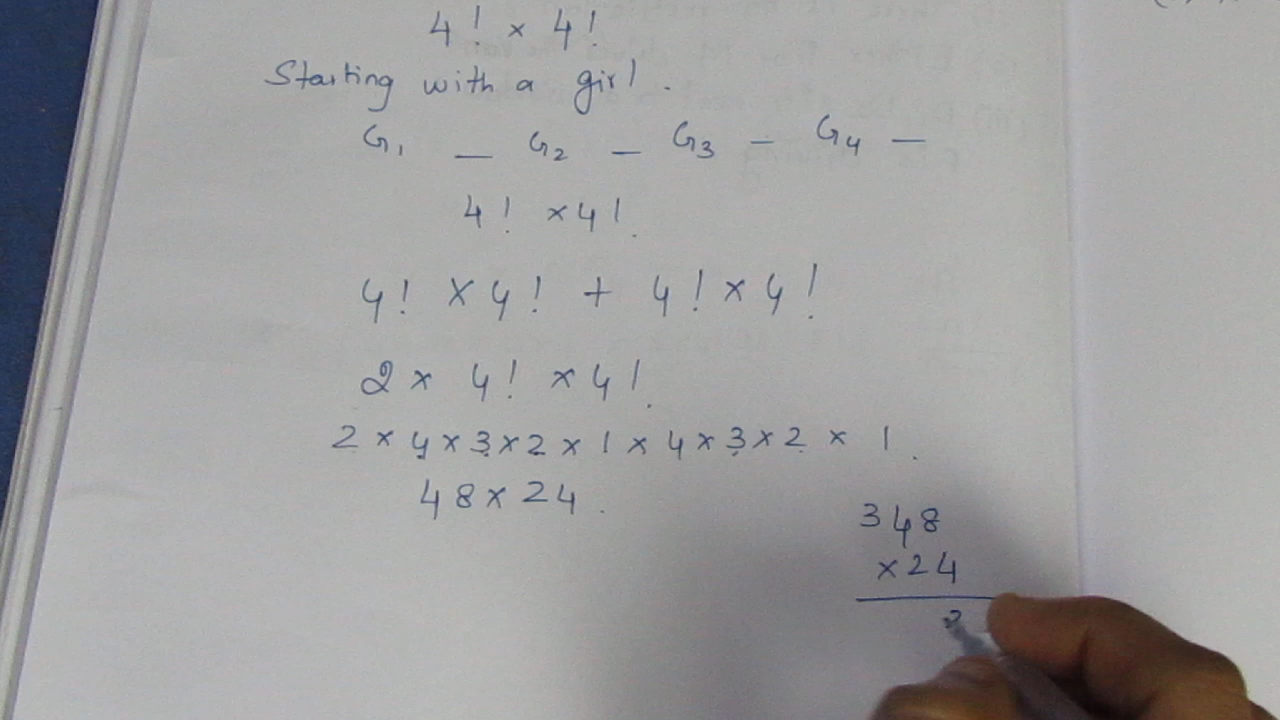 4! × 4!
Starting with a girl.
G₁ _ G₂ _ G₃ _ G₄ _
4! ×4!.
4! × 4! + 4! × 4!
2 × 4! × 4!.
2 × 4 × 3 × 2 × 1 × 4 × 3 × 2 × 1.
48 × 24.
348
×24
2